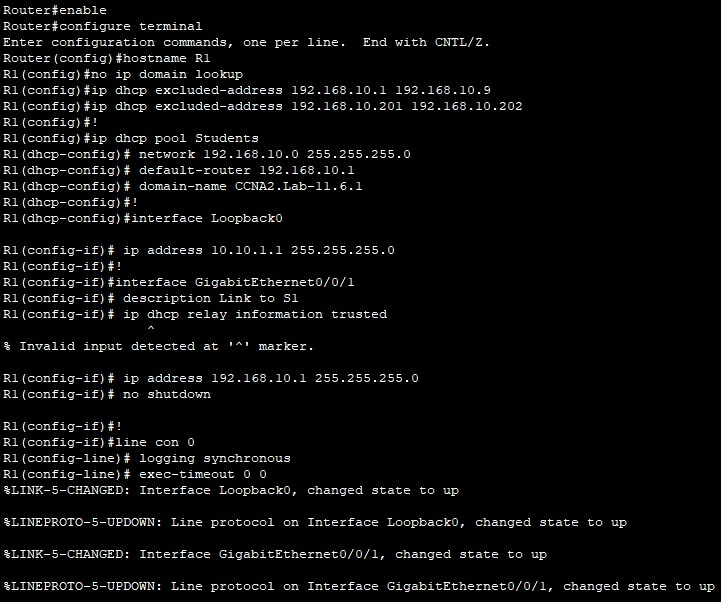 Router#enable
Router#configure terminal
Enter configuration commands, one per line.  End with CNTL/Z.
Router(config)#hostname R1
R1(config)#no ip domain lookup
R1(config)#ip dhcp excluded-address 192.168.10.1 192.168.10.9
R1(config)#ip dhcp excluded-address 192.168.10.201 192.168.10.202
R1(config)#!
R1(config)#ip dhcp pool Students
R1(dhcp-config)# network 192.168.10.0 255.255.255.0
R1(dhcp-config)# default-router 192.168.10.1
R1(dhcp-config)# domain-name CCNA2.Lab-11.6.1
R1(dhcp-config)#!
R1(dhcp-config)#interface Loopback0
R1(config-if)# ip address 10.10.1.1 255.255.255.0
R1(config-if)#!
R1(config-if)#interface GigabitEthernet0/0/1
R1(config-if)# description Link to S1
R1(config-if)# ip dhcp relay information trusted
^
% Invalid input detected at '^' marker.
R1(config-if)# ip address 192.168.10.1 255.255.255.0
R1(config-if)# no shutdown
R1(config-if)#!
R1(config-if)#line con 0
R1(config-line)# logging synchronous
R1(config-line)# exec-timeout 0 0
%LINK-5-CHANGED: Interface Loopback0, changed state to up
%LINEPROTO-5-UPDOWN: Line protocol on Interface Loopback0, changed state to up
%LINK-5-CHANGED: Interface GigabitEthernet0/0/1, changed state to up
%LINEPROTO-5-UPDOWN: Line protocol on Interface GigabitEthernet0/0/1, changed state to up